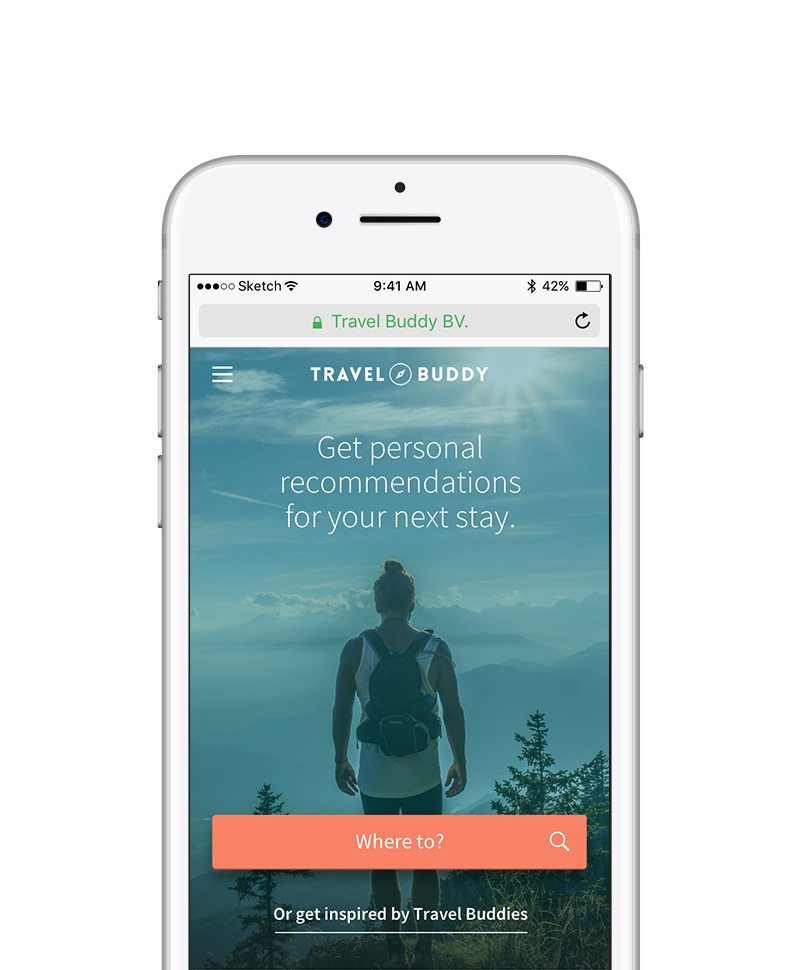 Sketch 9:41 AM 42%
Travel Buddy BV.
TRAVEL BUDDY
Get personal
recommendations
for your next stay.
Where to?
Or get inspired by Travel Buddies